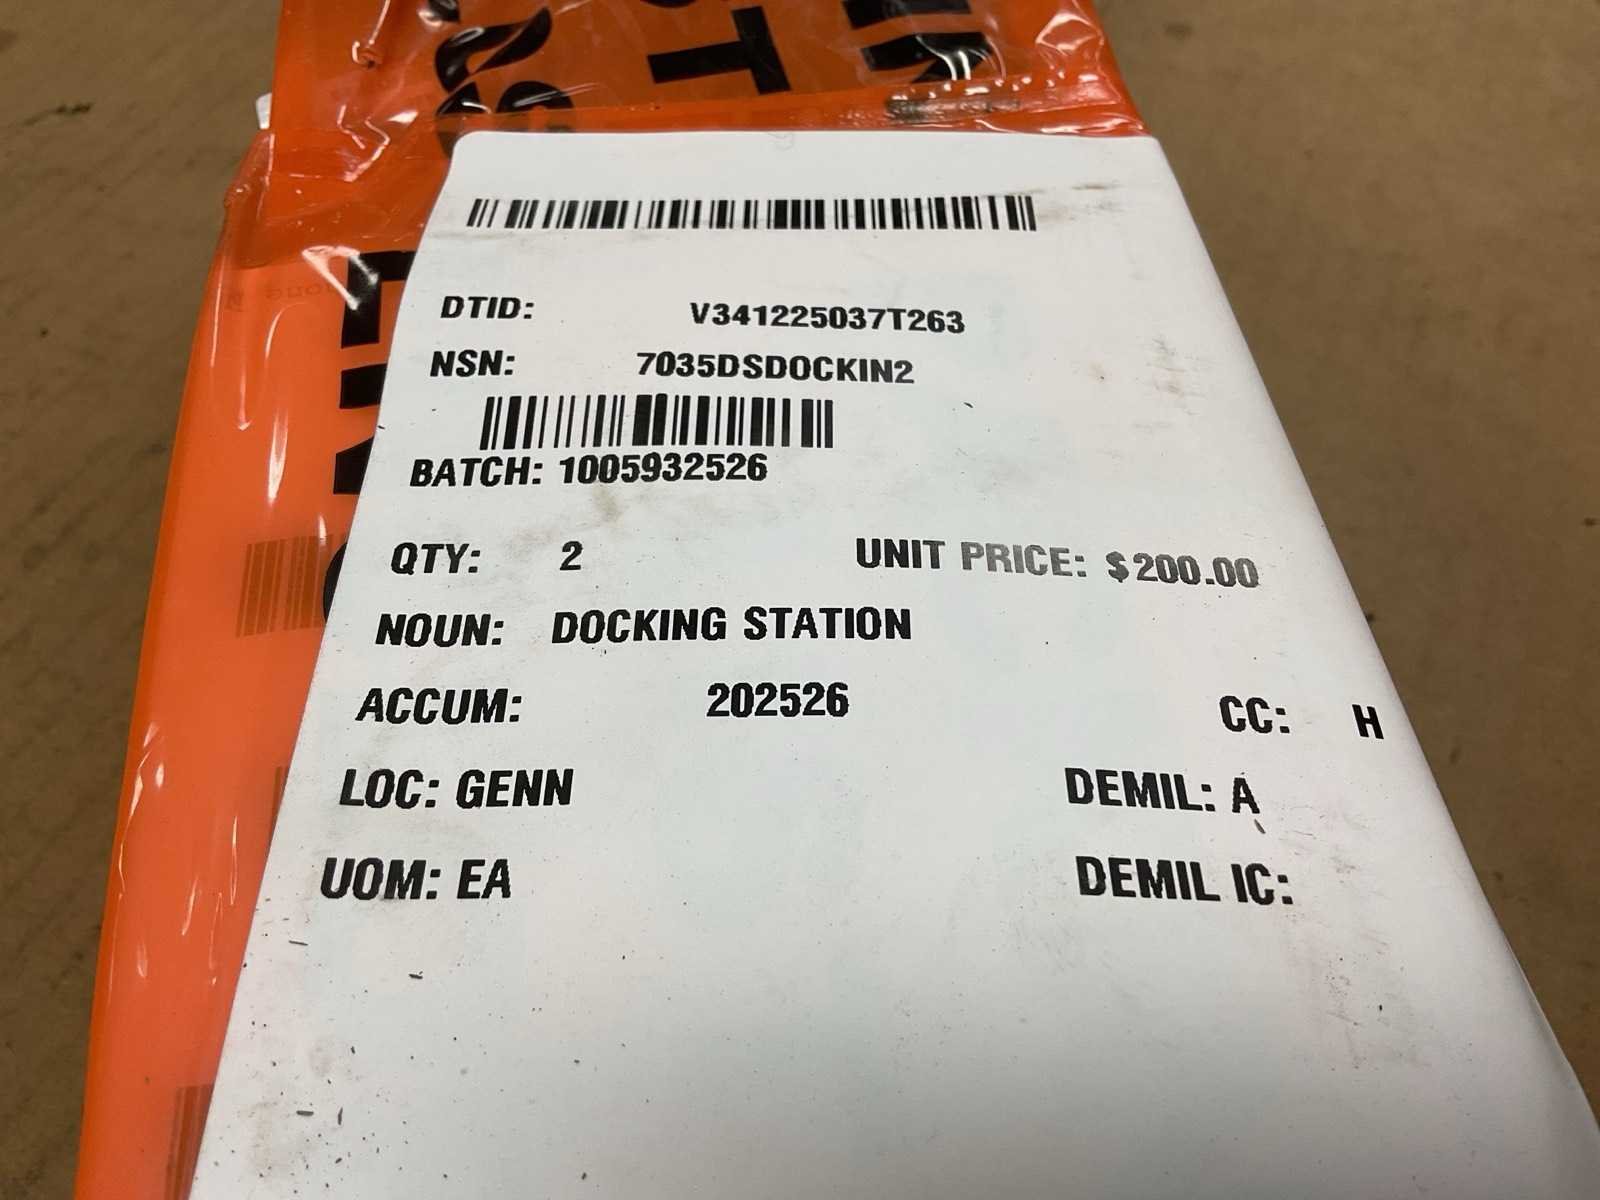 DTID: V341225037T263
NSN: 7035DSDOCKIN2
BATCH: 1005932526
QTY: 2 UNIT PRICE: $200.00
NOUN: DOCKING STATION
ACCUM: 202526 CC: H
LOC: GENN DEMIL: A
UOM: EA DEMIL IC: